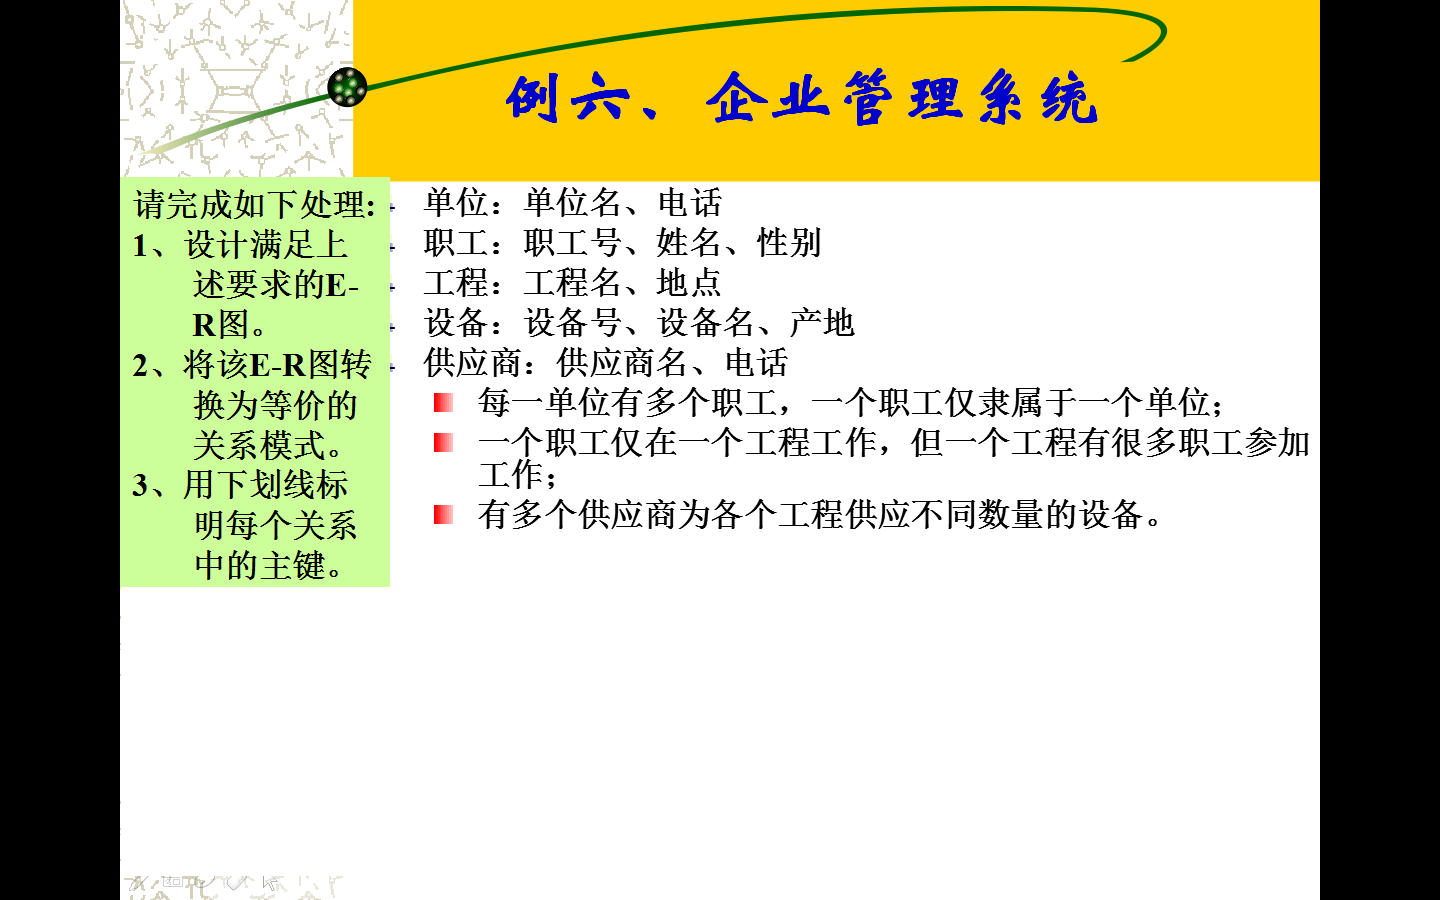 例六、企业管理系统
请完成如下处理:
1、设计满足上
述要求的E-
R图。
2、将该E-R图转
换为等价的
关系模式。
3、用下划线标
明每个关系
中的主键。
单位：单位名、电话
职工：职工号、姓名、性别
工程：工程名、地点
设备：设备号、设备名、产地
供应商：供应商名、电话
每一单位有多个职工，一个职工仅隶属于一个单位；
一个职工仅在一个工程工作，但一个工程有很多职工参加
工作；
有多个供应商为各个工程供应不同数量的设备。